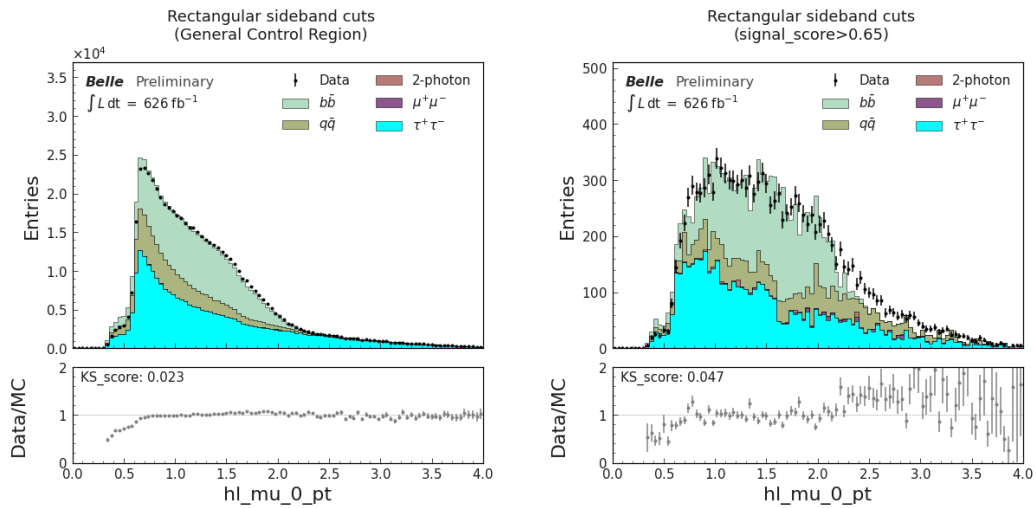 Rectangular sideband cuts
(General Control Region)
×10⁴
Belle Preliminary
∫ L dt = 626 fb⁻¹
Data
bb̄
qq̄
2-photon
μ⁺μ⁻
τ⁺τ⁻
Entries
3.5
3.0
2.5
2.0
1.5
1.0
0.5
0.0
KS_score: 0.023
Data/MC
2
1
0
0.0 0.5 1.0 1.5 2.0 2.5 3.0 3.5 4.0
hl_mu_0_pt
Rectangular sideband cuts
(signal_score>0.65)
Belle Preliminary
∫ L dt = 626 fb⁻¹
Data
bb̄
qq̄
2-photon
μ⁺μ⁻
τ⁺τ⁻
Entries
500
400
300
200
100
0
KS_score: 0.047
Data/MC
2
1
0
0.0 0.5 1.0 1.5 2.0 2.5 3.0 3.5 4.0
hl_mu_0_pt